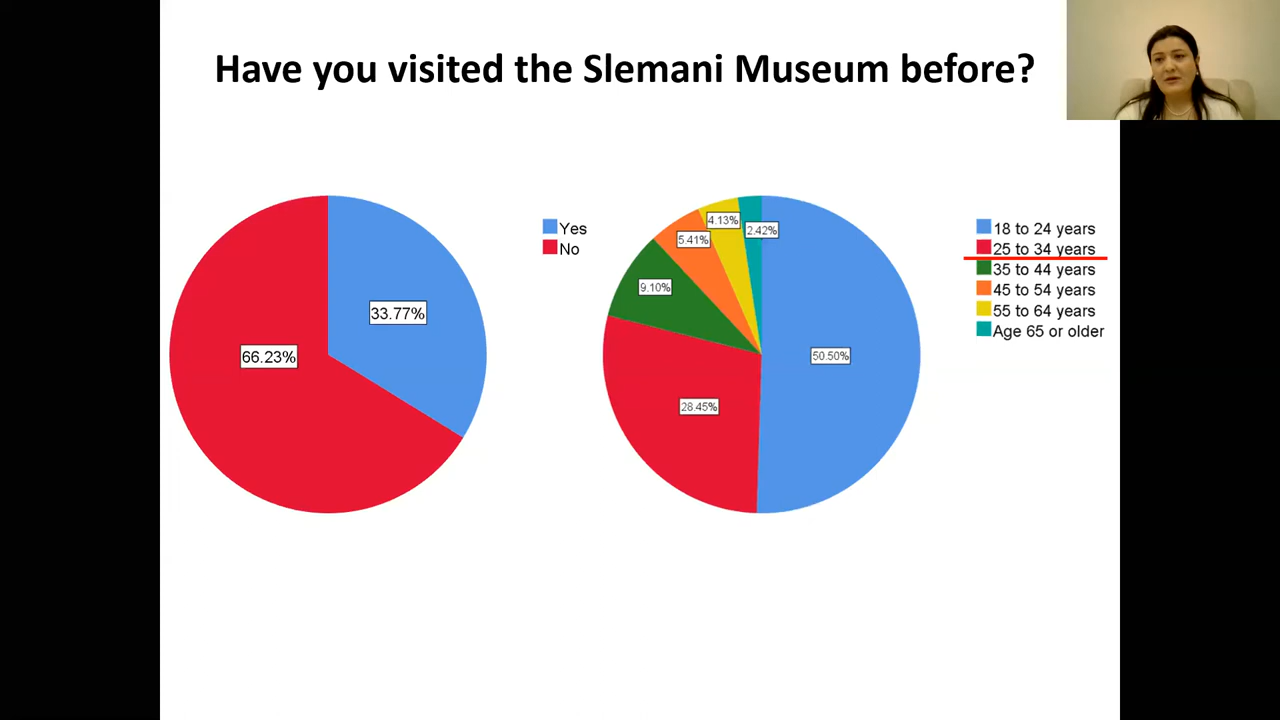 Have you visited the Slemani Museum before?
Yes
No
33.77%
66.23%
18 to 24 years
25 to 34 years
35 to 44 years
45 to 54 years
55 to 64 years
Age 65 or older
4.13%
2.42%
5.41%
9.10%
50.50%
28.45%